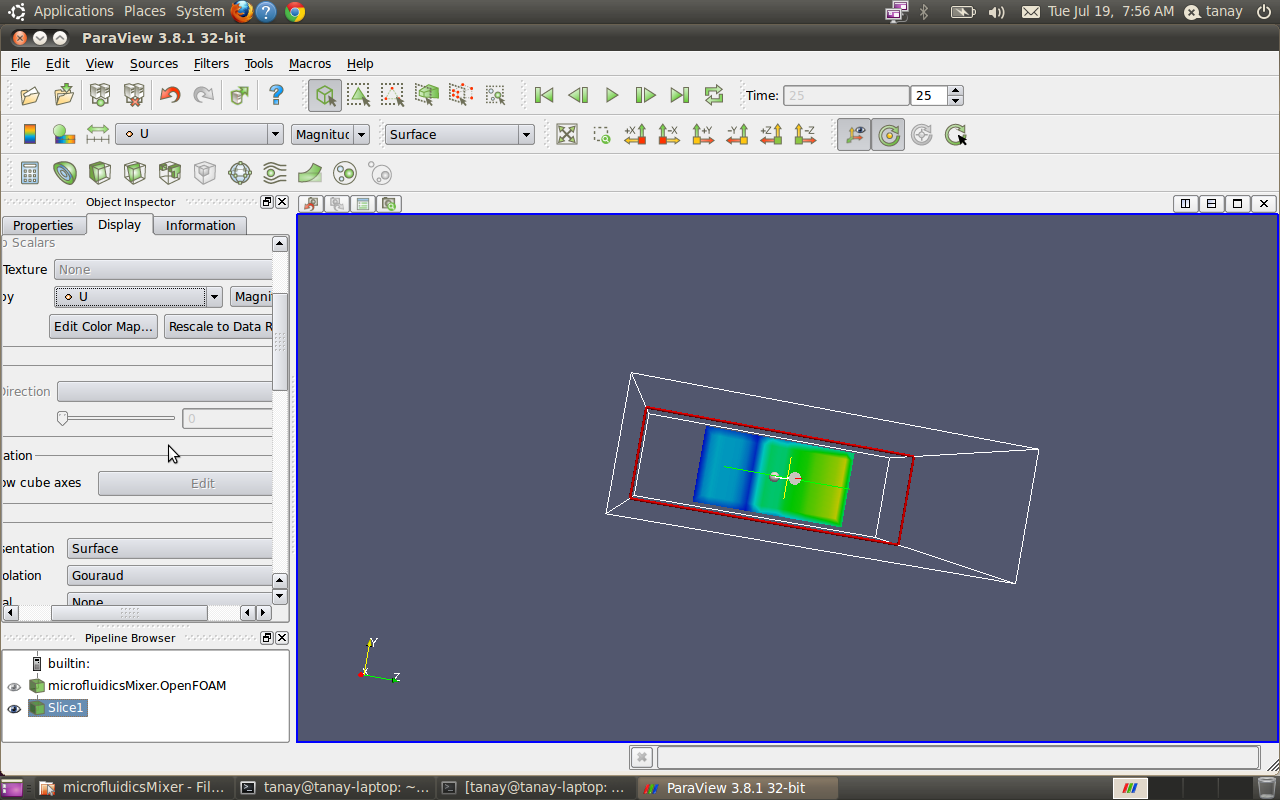 Applications Places System Tue Jul 19, 7:56 AM tanay
ParaView 3.8.1 32-bit
File Edit View Sources Filters Tools Macros Help
Time: 25 25
U Magnituc Surface +X -X +Y -Y +Z -Z
Object Inspector
Properties Display Information
o Scalars
Texture None
by U Magni
Edit Color Map... Rescale to Data R
Direction
0
ation
ow cube axes Edit
sentation Surface
olation Gouraud
al None
Y
X Z
Pipeline Browser
builtin:
microfluidicsMixer.OpenFOAM
Slice1
microfluidicsMixer - Fil... tanay@tanay-laptop: ~... [tanay@tanay-laptop: ... ParaView 3.8.1 32-bit